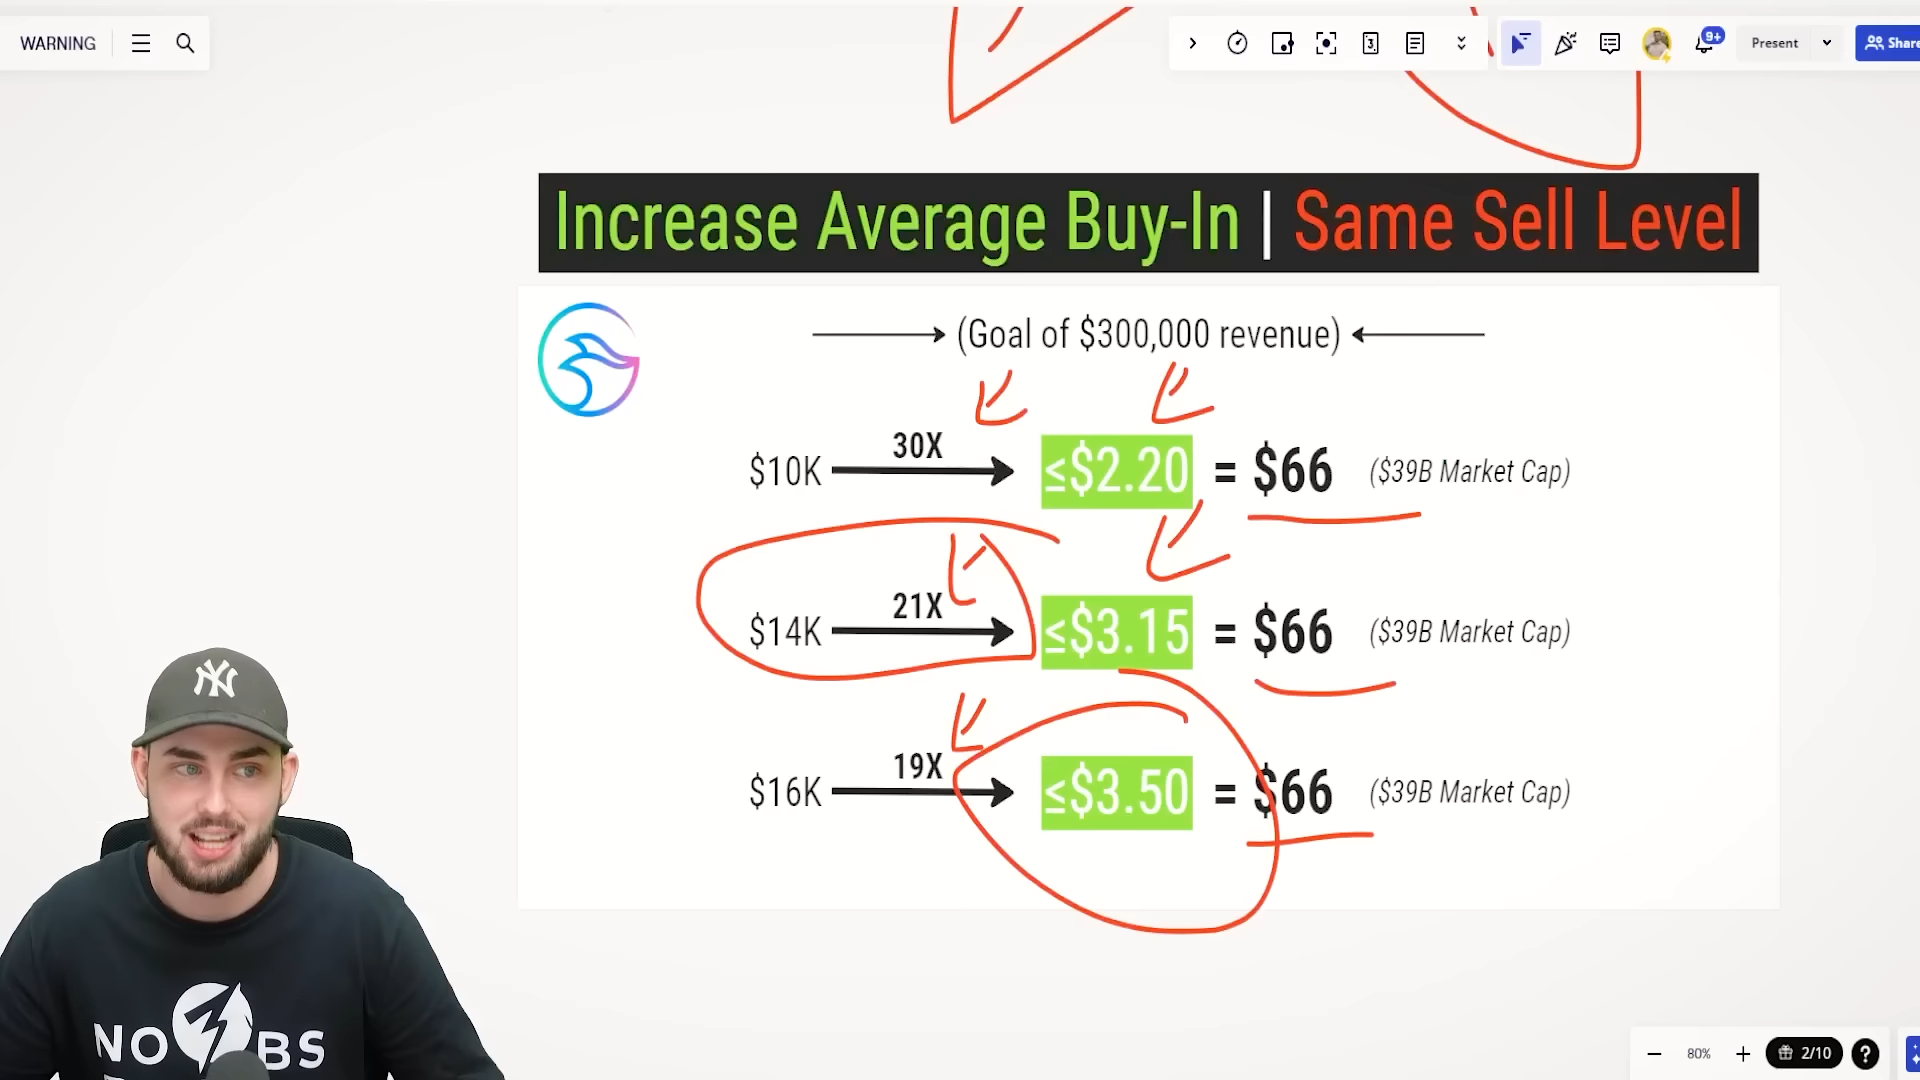 WARNING
9+
Present
Share
Increase Average Buy-In | Same Sell Level
(Goal of $300,000 revenue)
30X
$10K ≤$2.20 = $66 ($39B Market Cap)
21X
$14K ≤$3.15 = $66 ($39B Market Cap)
19X
$16K ≤$3.50 = $66 ($39B Market Cap)
NY
NO BS
80%
2/10
?